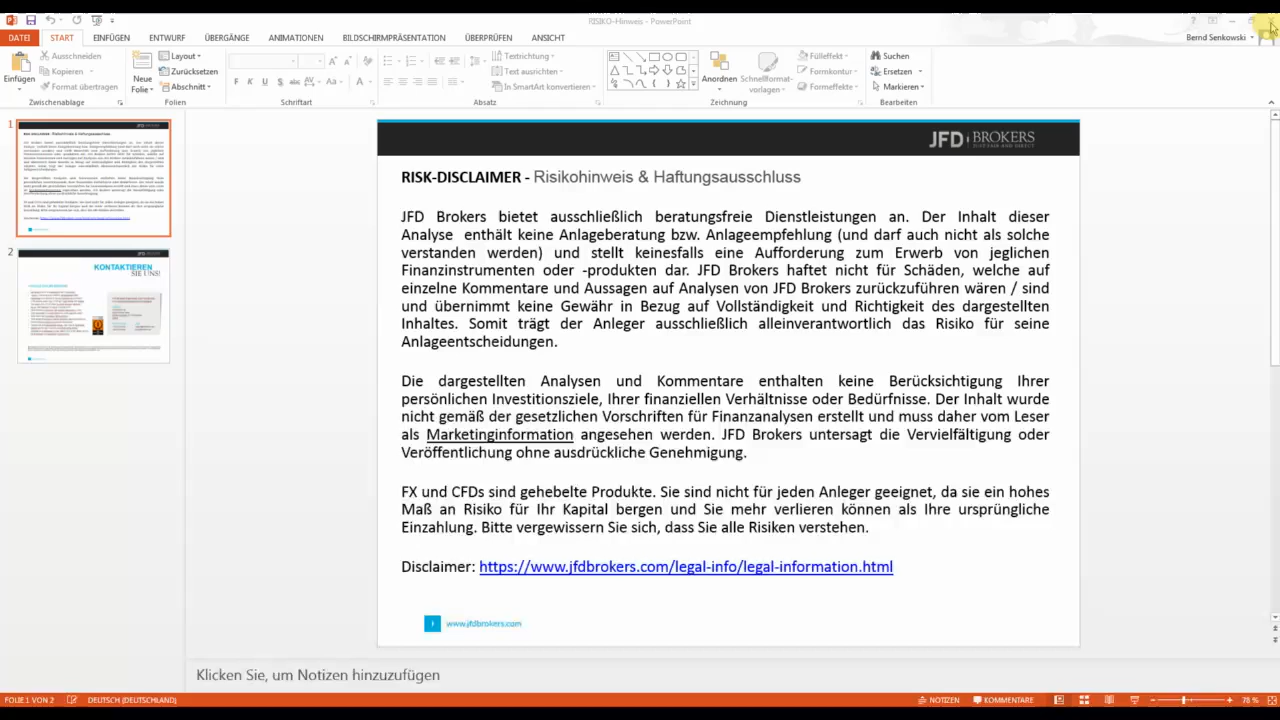 RISIKO-Hinweis - PowerPoint
DATEI START EINFÜGEN ENTWURF ÜBERGÄNGE ANIMATIONEN BILDSCHIRMPRÄSENTATION ÜBERPRÜFEN ANSICHT
Bernd Senkowski
Einfügen
Ausschneiden
Kopieren
Format übertragen
Zwischenablage
Neue
Folie
Layout
Zurücksetzen
Abschnitt
Folien
F K U S abc AV Aa A
Schriftart
Textrichtung
Text ausrichten
In SmartArt konvertieren
Absatz
Anordnen
Schnellformat-
vorlagen
Fülleffekt
Formkontur
Formeffekte
Zeichnung
Suchen
Ersetzen
Markieren
Bearbeiten
1
2
KONTAKTIEREN
SIE UNS!
JFD BROKERS
JUST FAIR AND DIRECT
RISK-DISCLAIMER - Risikohinweis & Haftungsausschluss
JFD Brokers bietet ausschließlich beratungsfreie Dienstleistungen an. Der Inhalt dieser
Analyse enthält keine Anlageberatung bzw. Anlageempfehlung (und darf auch nicht als solche
verstanden werden) und stellt keinesfalls eine Aufforderung zum Erwerb von jeglichen
Finanzinstrumenten oder -produkten dar. JFD Brokers haftet nicht für Schäden, welche auf
einzelne Kommentare und Aussagen auf Analysen von JFD Brokers zurückzuführen wären / sind
und übernimmt keine Gewähr in Bezug auf Vollständigkeit und Richtigkeit des dargestellten
Inhaltes. Somit trägt der Anleger ausschließlich alleinverantwortlich das Risiko für seine
Anlageentscheidungen.
Die dargestellten Analysen und Kommentare enthalten keine Berücksichtigung Ihrer
persönlichen Investitionsziele, Ihrer finanziellen Verhältnisse oder Bedürfnisse. Der Inhalt wurde
nicht gemäß der gesetzlichen Vorschriften für Finanzanalysen erstellt und muss daher vom Leser
als Marketinginformation angesehen werden. JFD Brokers untersagt die Vervielfältigung oder
Veröffentlichung ohne ausdrückliche Genehmigung.
FX und CFDs sind gehebelte Produkte. Sie sind nicht für jeden Anleger geeignet, da sie ein hohes
Maß an Risiko für Ihr Kapital bergen und Sie mehr verlieren können als Ihre ursprüngliche
Einzahlung. Bitte vergewissern Sie sich, dass Sie alle Risiken verstehen.
Disclaimer: https://www.jfdbrokers.com/legal-info/legal-information.html
www.jfdbrokers.com
Klicken Sie, um Notizen hinzuzufügen
FOLIE 1 VON 2 DEUTSCH (DEUTSCHLAND) NOTIZEN KOMMENTARE 78 %